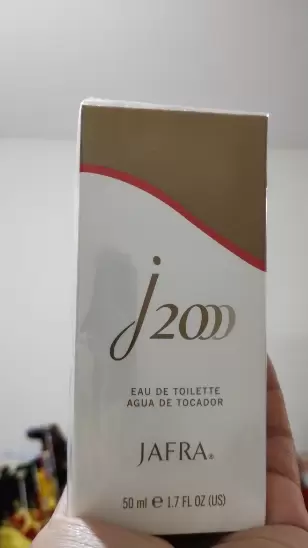 j2000
EAU DE TOILETTE
AGUA DE TOCADOR
JAFRA®
50 ml ℮ 1.7 FL OZ (US)